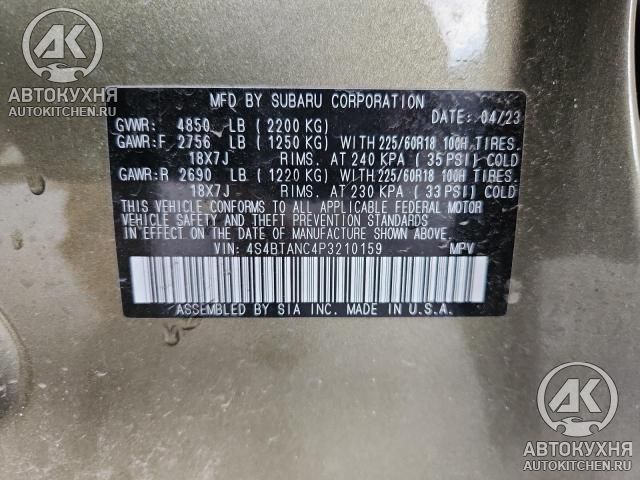 AK
АВТОКУХНЯ
AUTOKITCHEN.RU
MFD BY SUBARU CORPORATION
DATE: 04/23
GVWR: 4850 LB (2200 KG)
GAWR:F 2756 LB (1250 KG) WITH 225/60R18 100H TIRES.
18X7J RIMS. AT 240 KPA (35 PSI) COLD
GAWR:R 2690 LB (1220 KG) WITH 225/60R18 100H TIRES.
18X7J RIMS. AT 230 KPA (33 PSI) COLD
THIS VEHICLE CONFORMS TO ALL APPLICABLE FEDERAL MOTOR
VEHICLE SAFETY AND THEFT PREVENTION STANDARDS
IN EFFECT ON THE DATE OF MANUFACTURE SHOWN ABOVE.
VIN: 4S4BTANC4P3210159 MPV
ASSEMBLED BY SIA INC. MADE IN U.S.A.
AK
АВТОКУХНЯ
AUTOKITCHEN.RU